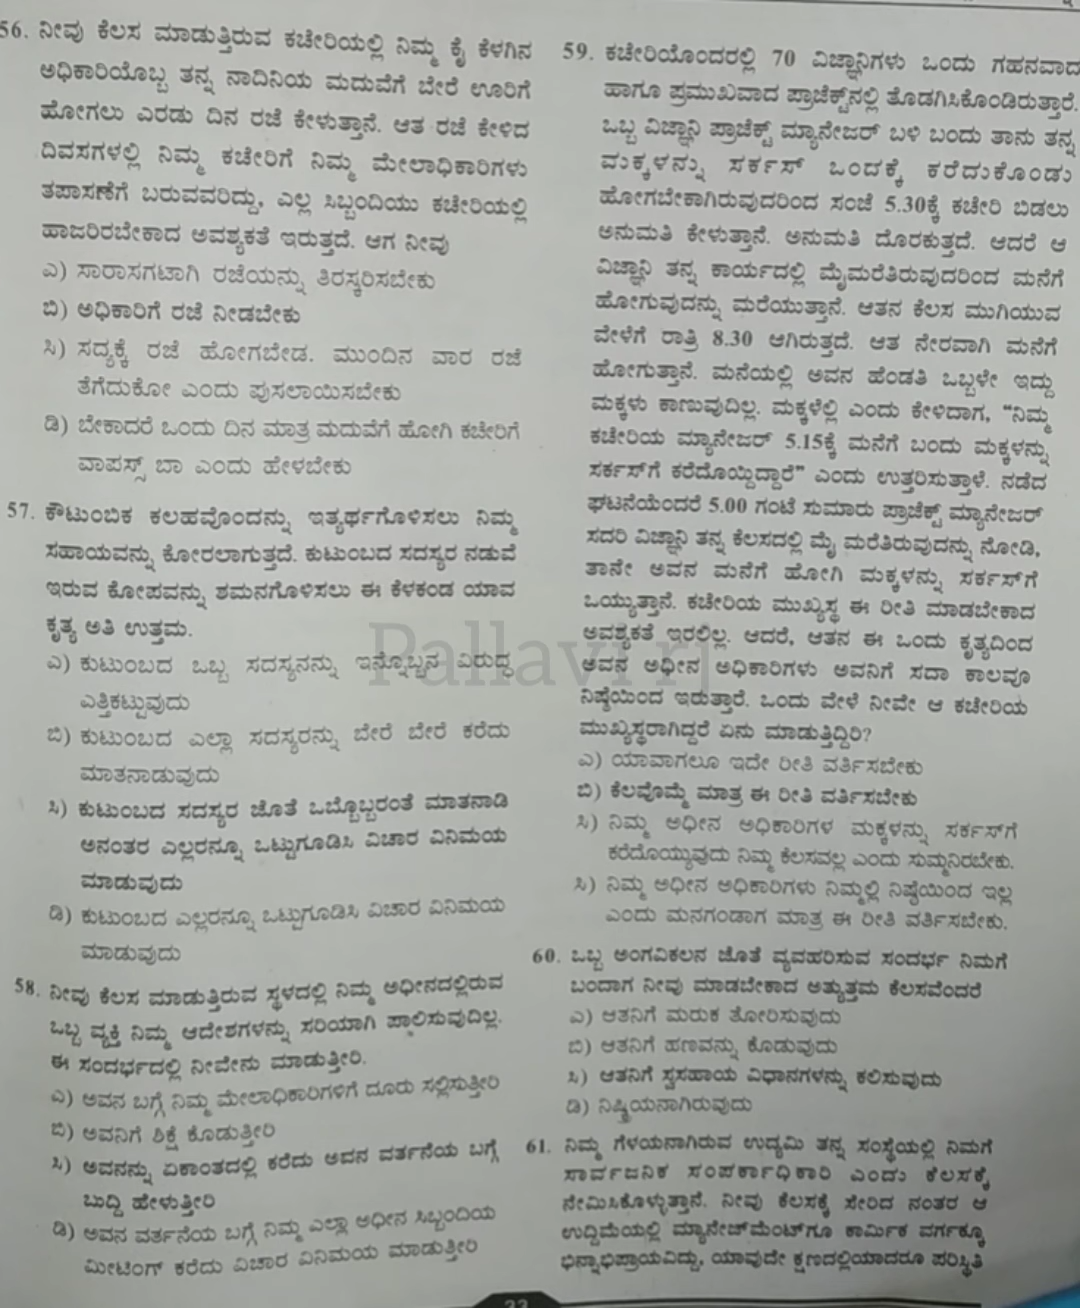 56. ನೀವು ಕೆಲಸ ಮಾಡುತ್ತಿರುವ ಕಚೇರಿಯಲ್ಲಿ ನಿಮ್ಮ ಕೈ ಕೆಳಗಿನ
ಅಧಿಕಾರಿಯೊಬ್ಬ ತನ್ನ ನಾದಿನಿಯ ಮದುವೆಗೆ ಬೇರೆ ಊರಿಗೆ
ಹೋಗಲು ಎರಡು ದಿನ ರಜೆ ಕೇಳುತ್ತಾನೆ. ಆತ ರಜೆ ಕೇಳಿದ
ದಿವಸಗಳಲ್ಲಿ ನಿಮ್ಮ ಕಚೇರಿಗೆ ನಿಮ್ಮ ಮೇಲಾಧಿಕಾರಿಗಳು
ತಪಾಸಣೆಗೆ ಬರುವವರಿದ್ದು, ಎಲ್ಲ ಸಿಬ್ಬಂದಿಯು ಕಚೇರಿಯಲ್ಲಿ
ಹಾಜರಿರಬೇಕಾದ ಅವಶ್ಯಕತೆ ಇರುತ್ತದೆ. ಆಗ ನೀವು
ಎ) ಸಾರಾಸಗಟಾಗಿ ರಜೆಯನ್ನು ತಿರಸ್ಕರಿಸಬೇಕು
ಬಿ) ಅಧಿಕಾರಿಗೆ ರಜೆ ನೀಡಬೇಕು
ಸಿ) ಸದ್ಯಕ್ಕೆ ರಜೆ ಹೋಗಬೇಡ. ಮುಂದಿನ ವಾರ ರಜೆ
ತೆಗೆದುಕೋ ಎಂದು ಪುಸಲಾಯಿಸಬೇಕು
ಡಿ) ಬೇಕಾದರೆ ಒಂದು ದಿನ ಮಾತ್ರ ಮದುವೆಗೆ ಹೋಗಿ ಕಚೇರಿಗೆ
ವಾಪಸ್ಸ್ ಬಾ ಎಂದು ಹೇಳಬೇಕು
57. ಕೌಟುಂಬಿಕ ಕಲಹವೊಂದನ್ನು ಇತ್ಯರ್ಥಗೊಳಿಸಲು ನಿಮ್ಮ
ಸಹಾಯವನ್ನು ಕೋರಲಾಗುತ್ತದೆ. ಕುಟುಂಬದ ಸದಸ್ಯರ ನಡುವೆ
ಇರುವ ಕೋಪವನ್ನು ಶಮನಗೊಳಿಸಲು ಈ ಕೆಳಕಂಡ ಯಾವ
ಕೃತ್ಯ ಅತಿ ಉತ್ತಮ.
ಎ) ಕುಟುಂಬದ ಒಬ್ಬ ಸದಸ್ಯನನ್ನು ಇನ್ನೊಬ್ಬನ ವಿರುದ್ಧ
ಎತ್ತಿಕಟ್ಟುವುದು
ಬಿ) ಕುಟುಂಬದ ಎಲ್ಲಾ ಸದಸ್ಯರನ್ನು ಬೇರೆ ಬೇರೆ ಕರೆದು
ಮಾತನಾಡುವುದು
ಸಿ) ಕುಟುಂಬದ ಸದಸ್ಯರ ಜೊತೆ ಒಬ್ಬೊಬ್ಬರಂತೆ ಮಾತನಾಡಿ
ಅನಂತರ ಎಲ್ಲರನ್ನೂ ಒಟ್ಟುಗೂಡಿಸಿ ವಿಚಾರ ವಿನಿಮಯ
ಮಾಡುವುದು
ಡಿ) ಕುಟುಂಬದ ಎಲ್ಲರನ್ನೂ ಒಟ್ಟುಗೂಡಿಸಿ ವಿಚಾರ ವಿನಿಮಯ
ಮಾಡುವುದು
58. ನೀವು ಕೆಲಸ ಮಾಡುತ್ತಿರುವ ಸ್ಥಳದಲ್ಲಿ ನಿಮ್ಮ ಅಧೀನದಲ್ಲಿರುವ
ಒಬ್ಬ ವ್ಯಕ್ತಿ ನಿಮ್ಮ ಆದೇಶಗಳನ್ನು ಸರಿಯಾಗಿ ಪಾಲಿಸುವುದಿಲ್ಲ.
ಈ ಸಂದರ್ಭದಲ್ಲಿ ನೀವೇನು ಮಾಡುತ್ತೀರಿ.
ಎ) ಅವನ ಬಗ್ಗೆ ನಿಮ್ಮ ಮೇಲಾಧಿಕಾರಿಗಳಿಗೆ ದೂರು ಸಲ್ಲಿಸುತ್ತೀರಿ
ಬಿ) ಅವನಿಗೆ ಶಿಕ್ಷೆ ಕೊಡುತ್ತೀರಿ
ಸಿ) ಅವನನ್ನು ಏಕಾಂತದಲ್ಲಿ ಕರೆದು ಅವನ ವರ್ತನೆಯ ಬಗ್ಗೆ
ಬುದ್ದಿ ಹೇಳುತ್ತೀರಿ
ಡಿ) ಅವನ ವರ್ತನೆಯ ಬಗ್ಗೆ ನಿಮ್ಮ ಎಲ್ಲಾ ಅಧೀನ ಸಿಬ್ಬಂದಿಯ
ಮೀಟಿಂಗ್ ಕರೆದು ವಿಚಾರ ವಿನಿಮಯ ಮಾಡುತ್ತೀರಿ
59. ಕಚೇರಿಯೊಂದರಲ್ಲಿ 70 ವಿಜ್ಞಾನಿಗಳು ಒಂದು ಗಹನವಾದ
ಹಾಗೂ ಪ್ರಮುಖವಾದ ಪ್ರಾಜೆಕ್ಟ್‌ನಲ್ಲಿ ತೊಡಗಿಸಿಕೊಂಡಿರುತ್ತಾರೆ.
ಒಬ್ಬ ವಿಜ್ಞಾನಿ ಪ್ರಾಜೆಕ್ಟ್ ಮ್ಯಾನೇಜರ್ ಬಳಿ ಬಂದು ತಾನು ತನ್ನ
ಮಕ್ಕಳನ್ನು ಸರ್ಕಸ್ ಒಂದಕ್ಕೆ ಕರೆದುಕೊಂಡು
ಹೋಗಬೇಕಾಗಿರುವುದರಿಂದ ಸಂಜೆ 5.30ಕ್ಕೆ ಕಚೇರಿ ಬಿಡಲು
ಅನುಮತಿ ಕೇಳುತ್ತಾನೆ. ಅನುಮತಿ ದೊರಕುತ್ತದೆ. ಆದರೆ ಆ
ವಿಜ್ಞಾನಿ ತನ್ನ ಕಾರ್ಯದಲ್ಲಿ ಮೈಮರೆತಿರುವುದರಿಂದ ಮನೆಗೆ
ಹೋಗುವುದನ್ನು ಮರೆಯುತ್ತಾನೆ. ಆತನ ಕೆಲಸ ಮುಗಿಯುವ
ವೇಳೆಗೆ ರಾತ್ರಿ 8.30 ಆಗಿರುತ್ತದೆ. ಆತ ನೇರವಾಗಿ ಮನೆಗೆ
ಹೋಗುತ್ತಾನೆ. ಮನೆಯಲ್ಲಿ ಅವನ ಹೆಂಡತಿ ಒಬ್ಬಳೇ ಇದ್ದು
ಮಕ್ಕಳು ಕಾಣುವುದಿಲ್ಲ. ಮಕ್ಕಳೆಲ್ಲಿ ಎಂದು ಕೇಳಿದಾಗ, "ನಿಮ್ಮ
ಕಚೇರಿಯ ಮ್ಯಾನೇಜರ್ 5.15ಕ್ಕೆ ಮನೆಗೆ ಬಂದು ಮಕ್ಕಳನ್ನು
ಸರ್ಕಸ್‌ಗೆ ಕರೆದೊಯ್ದಿದ್ದಾರೆ" ಎಂದು ಉತ್ತರಿಸುತ್ತಾಳೆ. ನಡೆದ
ಘಟನೆಯೆಂದರೆ 5.00 ಗಂಟೆ ಸುಮಾರು ಪ್ರಾಜೆಕ್ಟ್ ಮ್ಯಾನೇಜರ್
ಸದರಿ ವಿಜ್ಞಾನಿ ತನ್ನ ಕೆಲಸದಲ್ಲಿ ಮೈ ಮರೆತಿರುವುದನ್ನು ನೋಡಿ,
ತಾನೇ ಅವನ ಮನೆಗೆ ಹೋಗಿ ಮಕ್ಕಳನ್ನು ಸರ್ಕಸ್‌ಗೆ
ಒಯ್ಯುತ್ತಾನೆ. ಕಚೇರಿಯ ಮುಖ್ಯಸ್ಥ ಈ ರೀತಿ ಮಾಡಬೇಕಾದ
ಅವಶ್ಯಕತೆ ಇರಲಿಲ್ಲ. ಆದರೆ, ಆತನ ಈ ಒಂದು ಕೃತ್ಯದಿಂದ
ಅವನ ಅಧೀನ ಅಧಿಕಾರಿಗಳು ಅವನಿಗೆ ಸದಾ ಕಾಲವೂ
ನಿಷ್ಠೆಯಿಂದ ಇರುತ್ತಾರೆ. ಒಂದು ವೇಳೆ ನೀವೇ ಆ ಕಚೇರಿಯ
ಮುಖ್ಯಸ್ಥರಾಗಿದ್ದರೆ ಏನು ಮಾಡುತ್ತಿದ್ದಿರಿ?
ಎ) ಯಾವಾಗಲೂ ಇದೇ ರೀತಿ ವರ್ತಿಸಬೇಕು
ಬಿ) ಕೆಲವೊಮ್ಮೆ ಮಾತ್ರ ಈ ರೀತಿ ವರ್ತಿಸಬೇಕು
ಸಿ) ನಿಮ್ಮ ಅಧೀನ ಅಧಿಕಾರಿಗಳ ಮಕ್ಕಳನ್ನು ಸರ್ಕಸ್‌ಗೆ
ಕರೆದೊಯ್ಯುವುದು ನಿಮ್ಮ ಕೆಲಸವಲ್ಲ ಎಂದು ಸುಮ್ಮನಿರಬೇಕು.
ಸಿ) ನಿಮ್ಮ ಅಧೀನ ಅಧಿಕಾರಿಗಳು ನಿಮ್ಮಲ್ಲಿ ನಿಷ್ಠೆಯಿಂದ ಇಲ್ಲ
ಎಂದು ಮನಗಂಡಾಗ ಮಾತ್ರ ಈ ರೀತಿ ವರ್ತಿಸಬೇಕು.
60. ಒಬ್ಬ ಅಂಗವಿಕಲನ ಜೊತೆ ವ್ಯವಹರಿಸುವ ಸಂದರ್ಭ ನಿಮಗೆ
ಬಂದಾಗ ನೀವು ಮಾಡಬೇಕಾದ ಅತ್ಯುತ್ತಮ ಕೆಲಸವೆಂದರೆ
ಎ) ಆತನಿಗೆ ಮರುಕ ತೋರಿಸುವುದು
ಬಿ) ಆತನಿಗೆ ಹಣವನ್ನು ಕೊಡುವುದು
ಸಿ) ಆತನಿಗೆ ಸ್ವಸಹಾಯ ವಿಧಾನಗಳನ್ನು ಕಲಿಸುವುದು
ಡಿ) ನಿಷ್ಕ್ರಿಯನಾಗಿರುವುದು
61. ನಿಮ್ಮ ಗೆಳೆಯನಾಗಿರುವ ಉದ್ಯಮಿ ತನ್ನ ಸಂಸ್ಥೆಯಲ್ಲಿ ನಿಮಗೆ
ಸಾರ್ವಜನಿಕ ಸಂಪರ್ಕಾಧಿಕಾರಿ ಎಂದು ಕೆಲಸಕ್ಕೆ
ನೇಮಿಸಿಕೊಳ್ಳುತ್ತಾನೆ. ನೀವು ಕೆಲಸಕ್ಕೆ ಸೇರಿದ ನಂತರ ಆ
ಉದ್ದಿಮೆಯಲ್ಲಿ ಮ್ಯಾನೇಜ್‌ಮೆಂಟ್‌ಗೂ ಕಾರ್ಮಿಕ ವರ್ಗಕ್ಕೂ
ಭಿನ್ನಾಭಿಪ್ರಾಯವಿದ್ದು, ಯಾವುದೇ ಕ್ಷಣದಲ್ಲಿಯಾದರೂ ಪರಿಸ್ಥಿತಿ
Pallavi rj